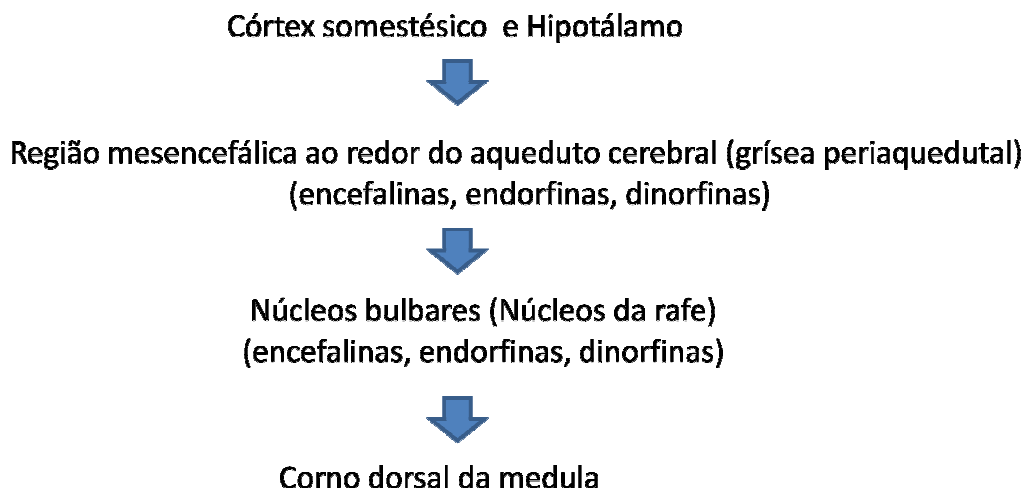 Córtex somestésico e Hipotálamo
Região mesencefálica ao redor do aqueduto cerebral (grísea periaquedutal)
(encefalinas, endorfinas, dinorfinas)
Núcleos bulbares (Núcleos da rafe)
(encefalinas, endorfinas, dinorfinas)
Corno dorsal da medula